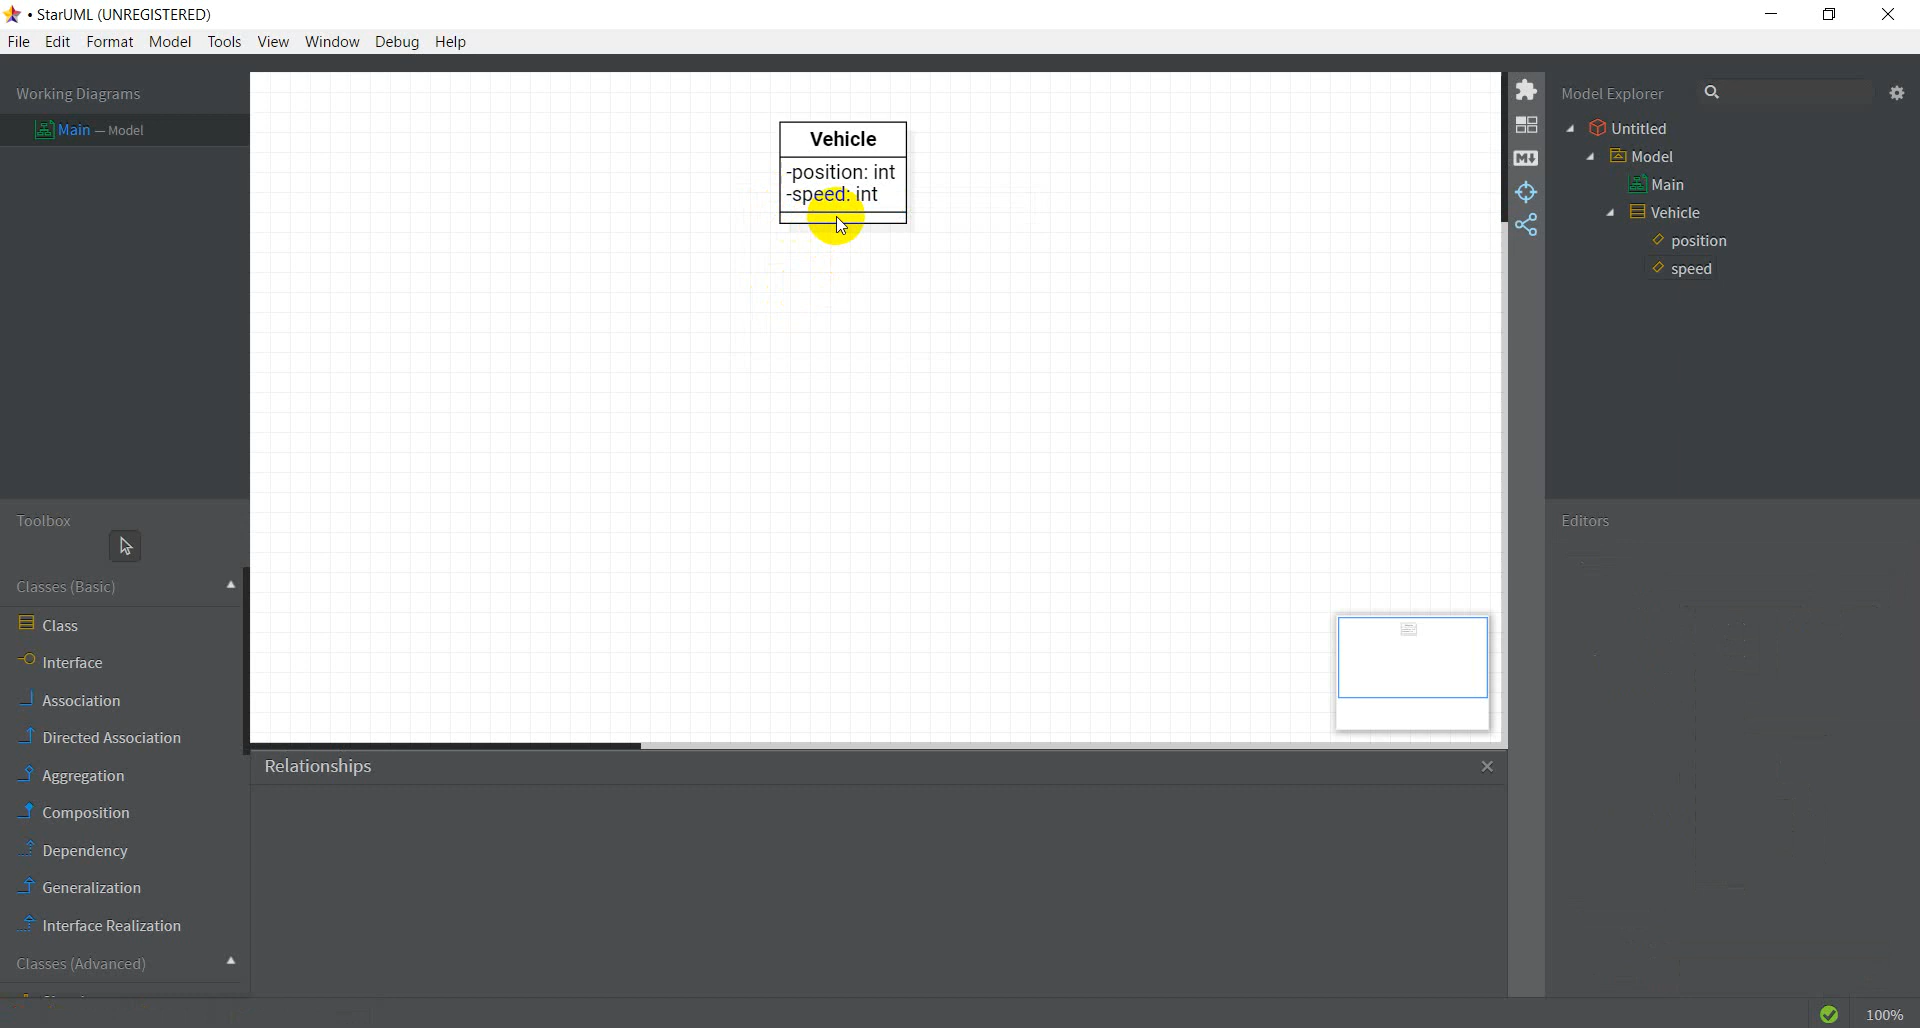 • StarUML (UNREGISTERED)
File Edit Format Model Tools View Window Debug Help
Working Diagrams
Main — Model
Vehicle
-position: int
-speed: int
Model Explorer
Untitled
Model
Main
Vehicle
position
speed
Toolbox
Classes (Basic)
Class
Interface
Association
Directed Association
Aggregation
Composition
Dependency
Generalization
Interface Realization
Classes (Advanced)
Relationships
Editors
100%